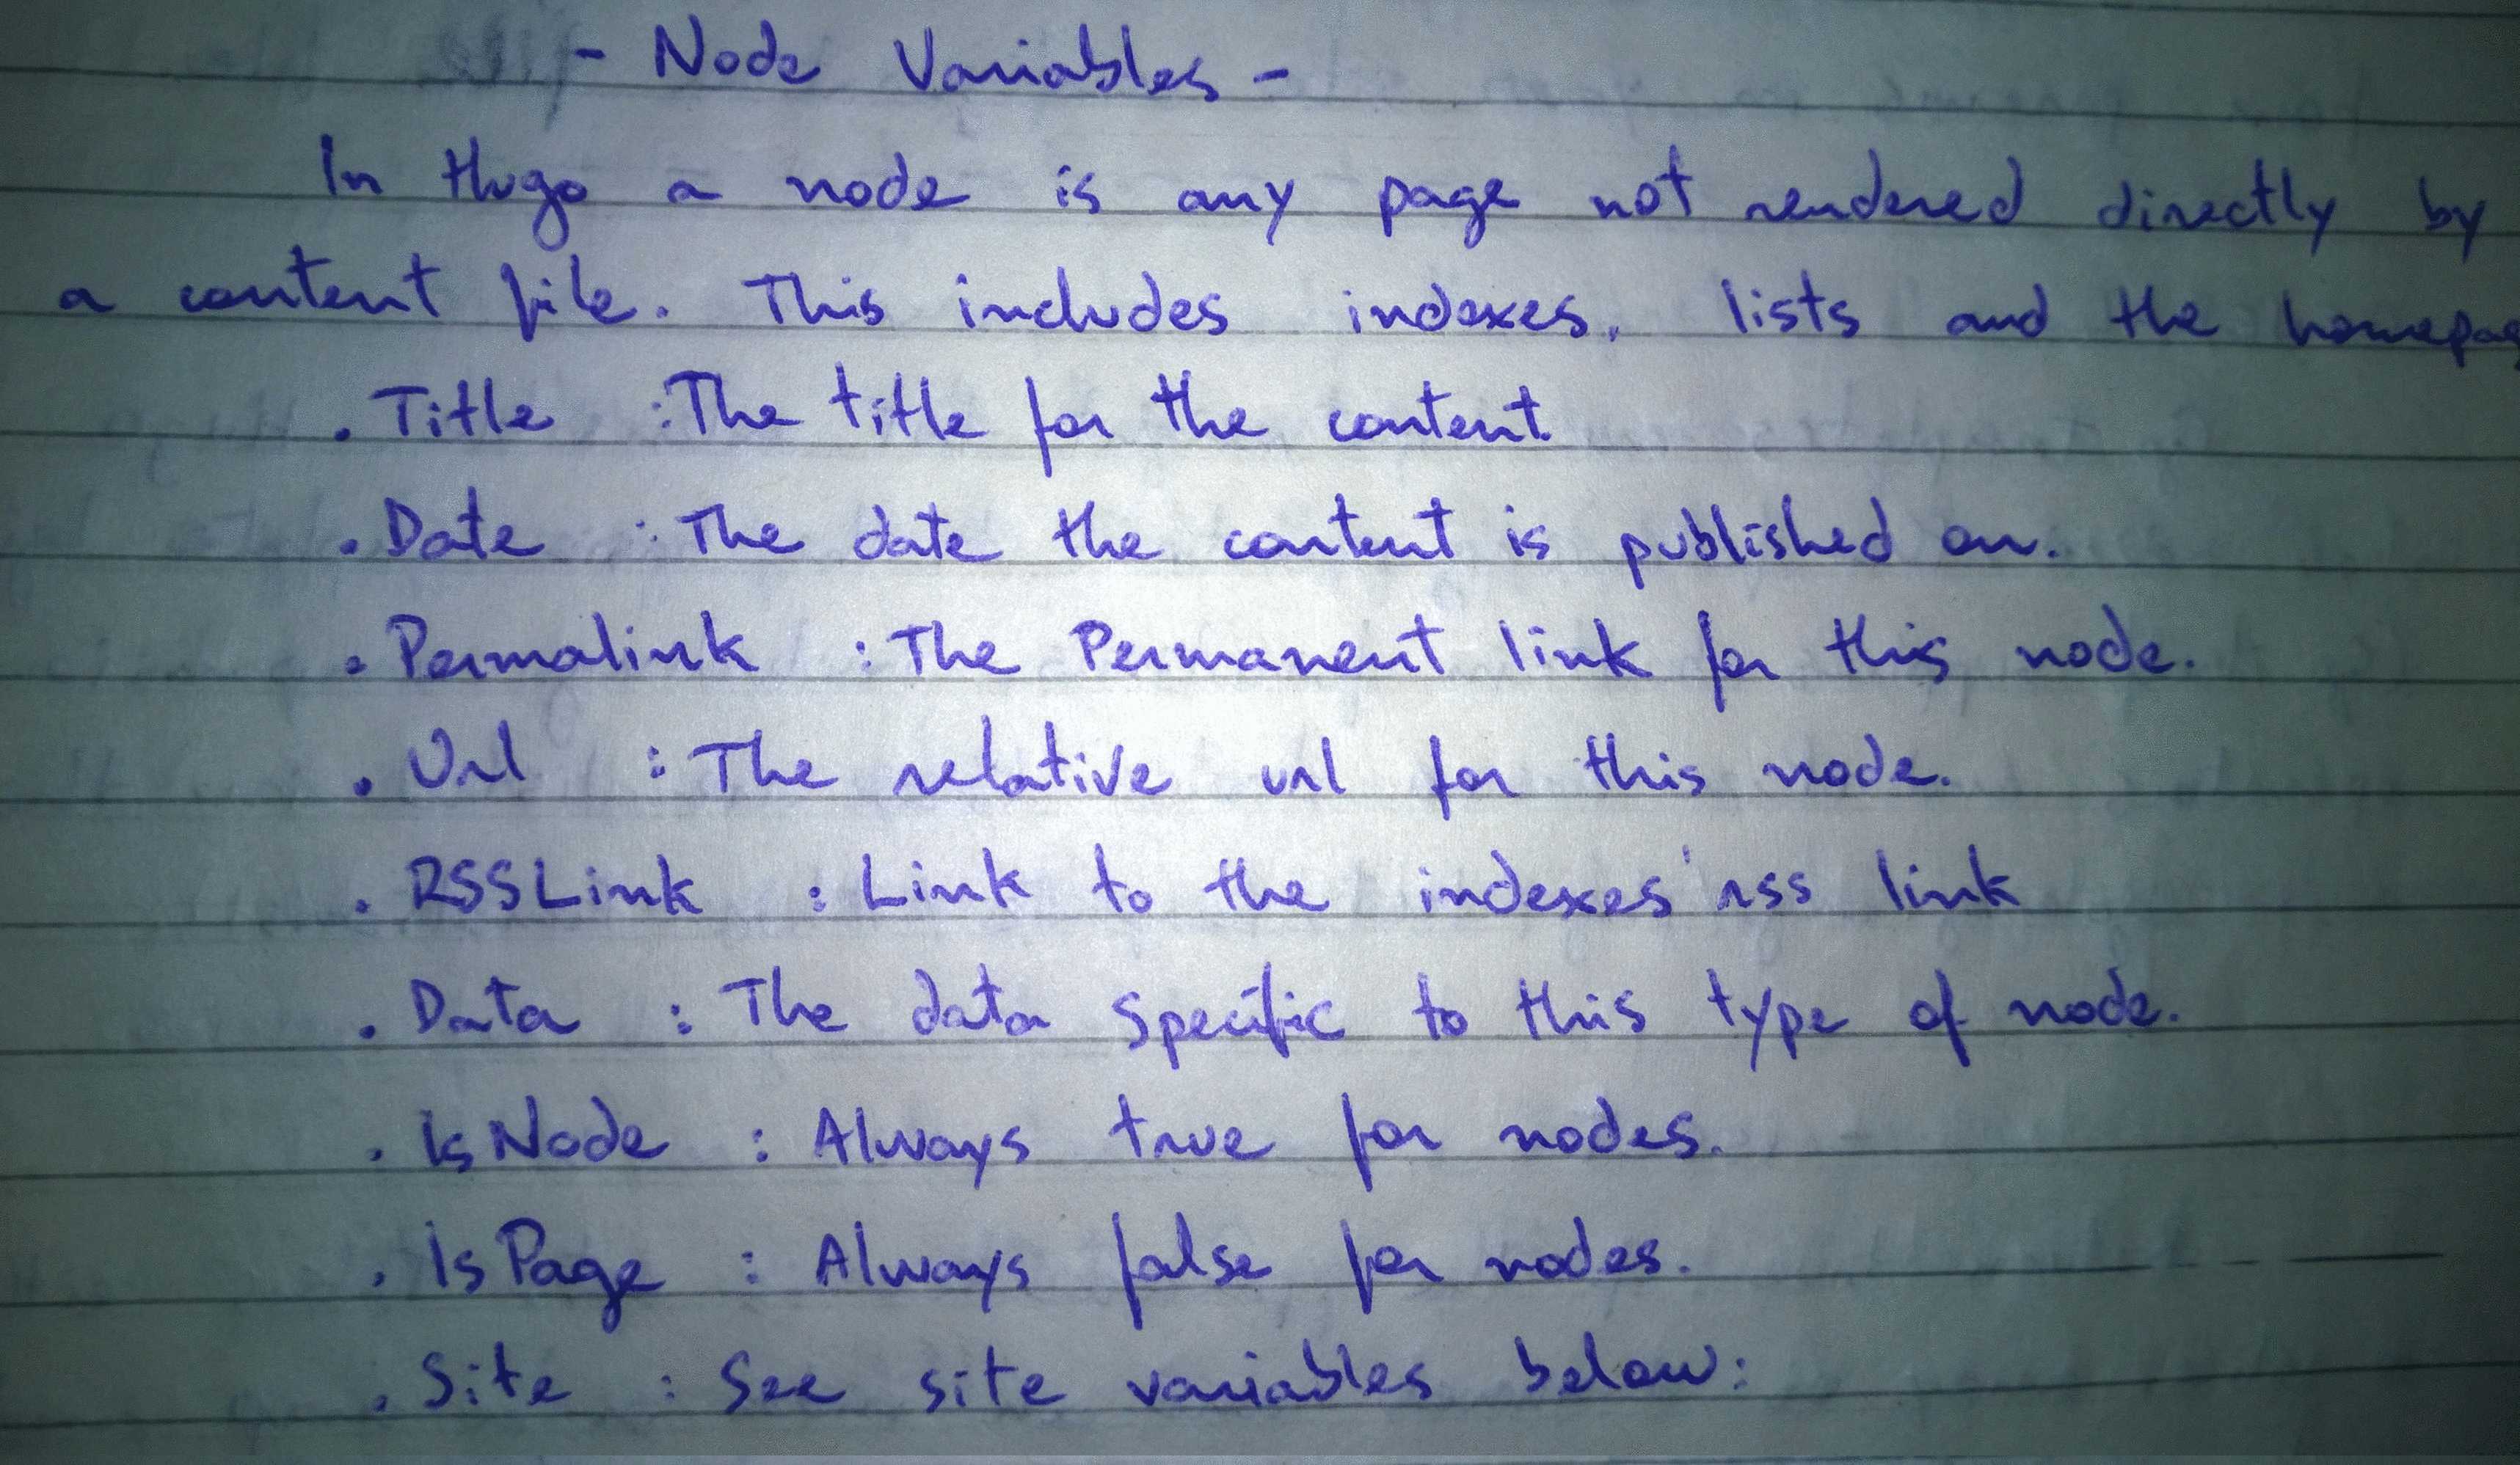 - Node Variables -
In Hugo a node is any page not rendered directly by
a content file. This includes indexes, lists and the homepag
. Title : The title for the content.
. Date : The date the content is published on.
. Permalink : The Permanent link for this node.
. Url : The relative url for this node.
. RSSLink : Link to the indexes' rss link
. Data : The data specific to this type of node.
. IsNode : Always true for nodes.
. IsPage : Always false for nodes.
. Site : See site variables below: